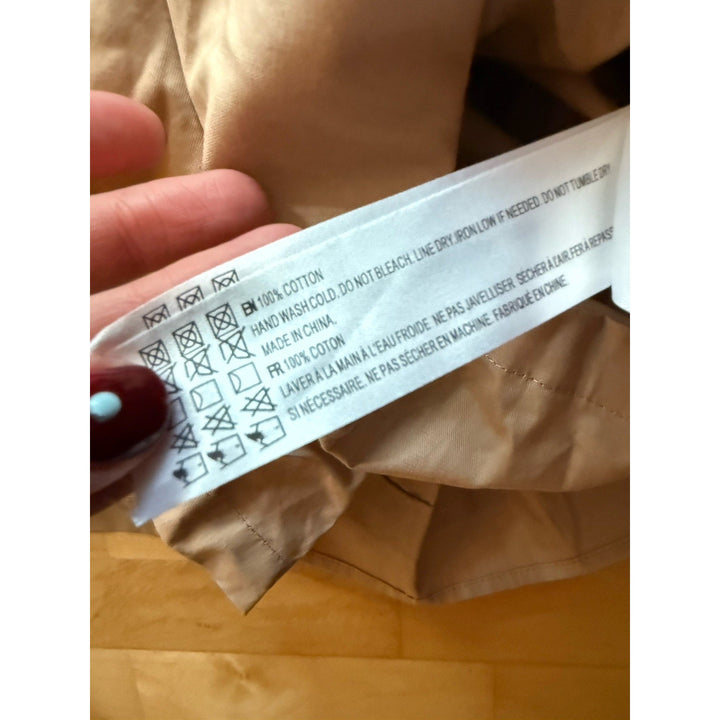 EN 100% COTTON
HAND WASH COLD, DO NOT BLEACH. LINE DRY. IRON LOW IF NEEDED. DO NOT TUMBLE DRY
MADE IN CHINA.
FR 100% COTON
LAVER À LA MAIN À L'EAU FROIDE. NE PAS JAVELLISER. SÉCHER À L'AIR. FER À REPASS
SI NÉCESSAIRE. NE PAS SÉCHER EN MACHINE. FABRIQUÉ EN CHINE.